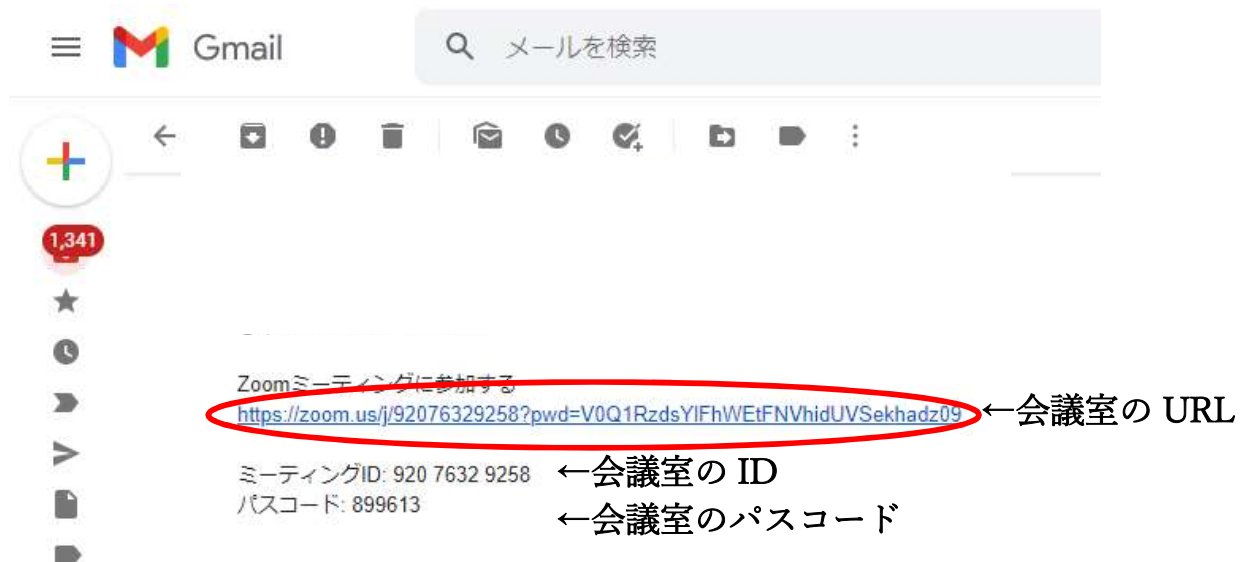 Gmail
メールを検索
1,341
Zoomミーティングに参加する
https://zoom.us/j/92076329258?pwd=V0Q1RzdsYlFhWEtFNVhidUVSekhadz09 ←会議室の URL
ミーティングID: 920 7632 9258 ←会議室の ID
パスコード: 899613
←会議室のパスコード